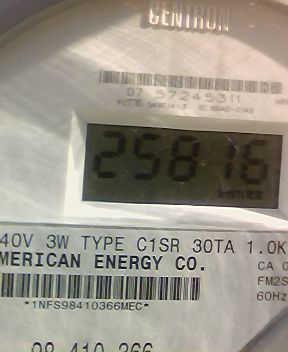 CENTRON
07 57245311
25816
40V 3W TYPE C1SR 30TA 1.0K
MERICAN ENERGY CO.
CA 0
FM2S
*1NFS98410366MEC*
60Hz
98 410 366